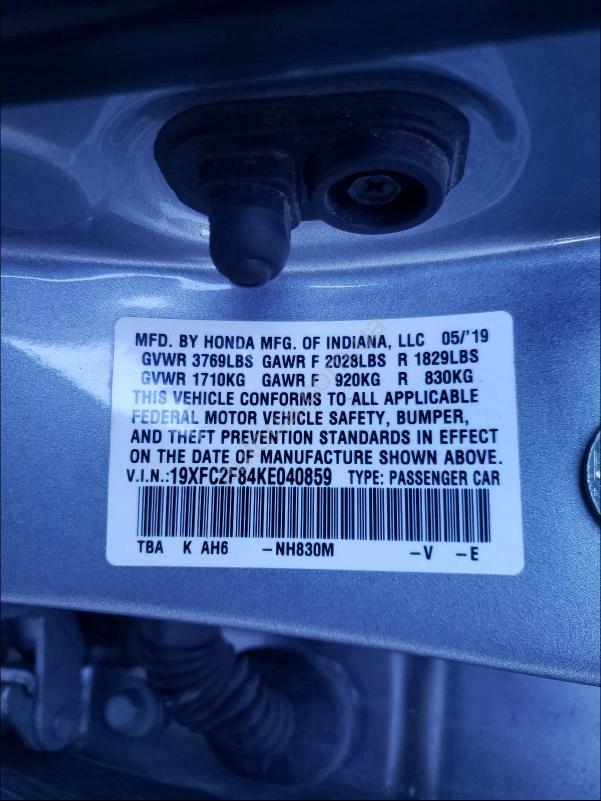 MFD. BY HONDA MFG. OF INDIANA, LLC 05/'19
GVWR 3769LBS GAWR F 2028LBS R 1829LBS
GVWR 1710KG GAWR F 920KG R 830KG
THIS VEHICLE CONFORMS TO ALL APPLICABLE
FEDERAL MOTOR VEHICLE SAFETY, BUMPER,
AND THEFT PREVENTION STANDARDS IN EFFECT
ON THE DATE OF MANUFACTURE SHOWN ABOVE.
V.I.N.:19XFC2F84KE040859 TYPE: PASSENGER CAR
TBA K AH6 -NH830M -V -E